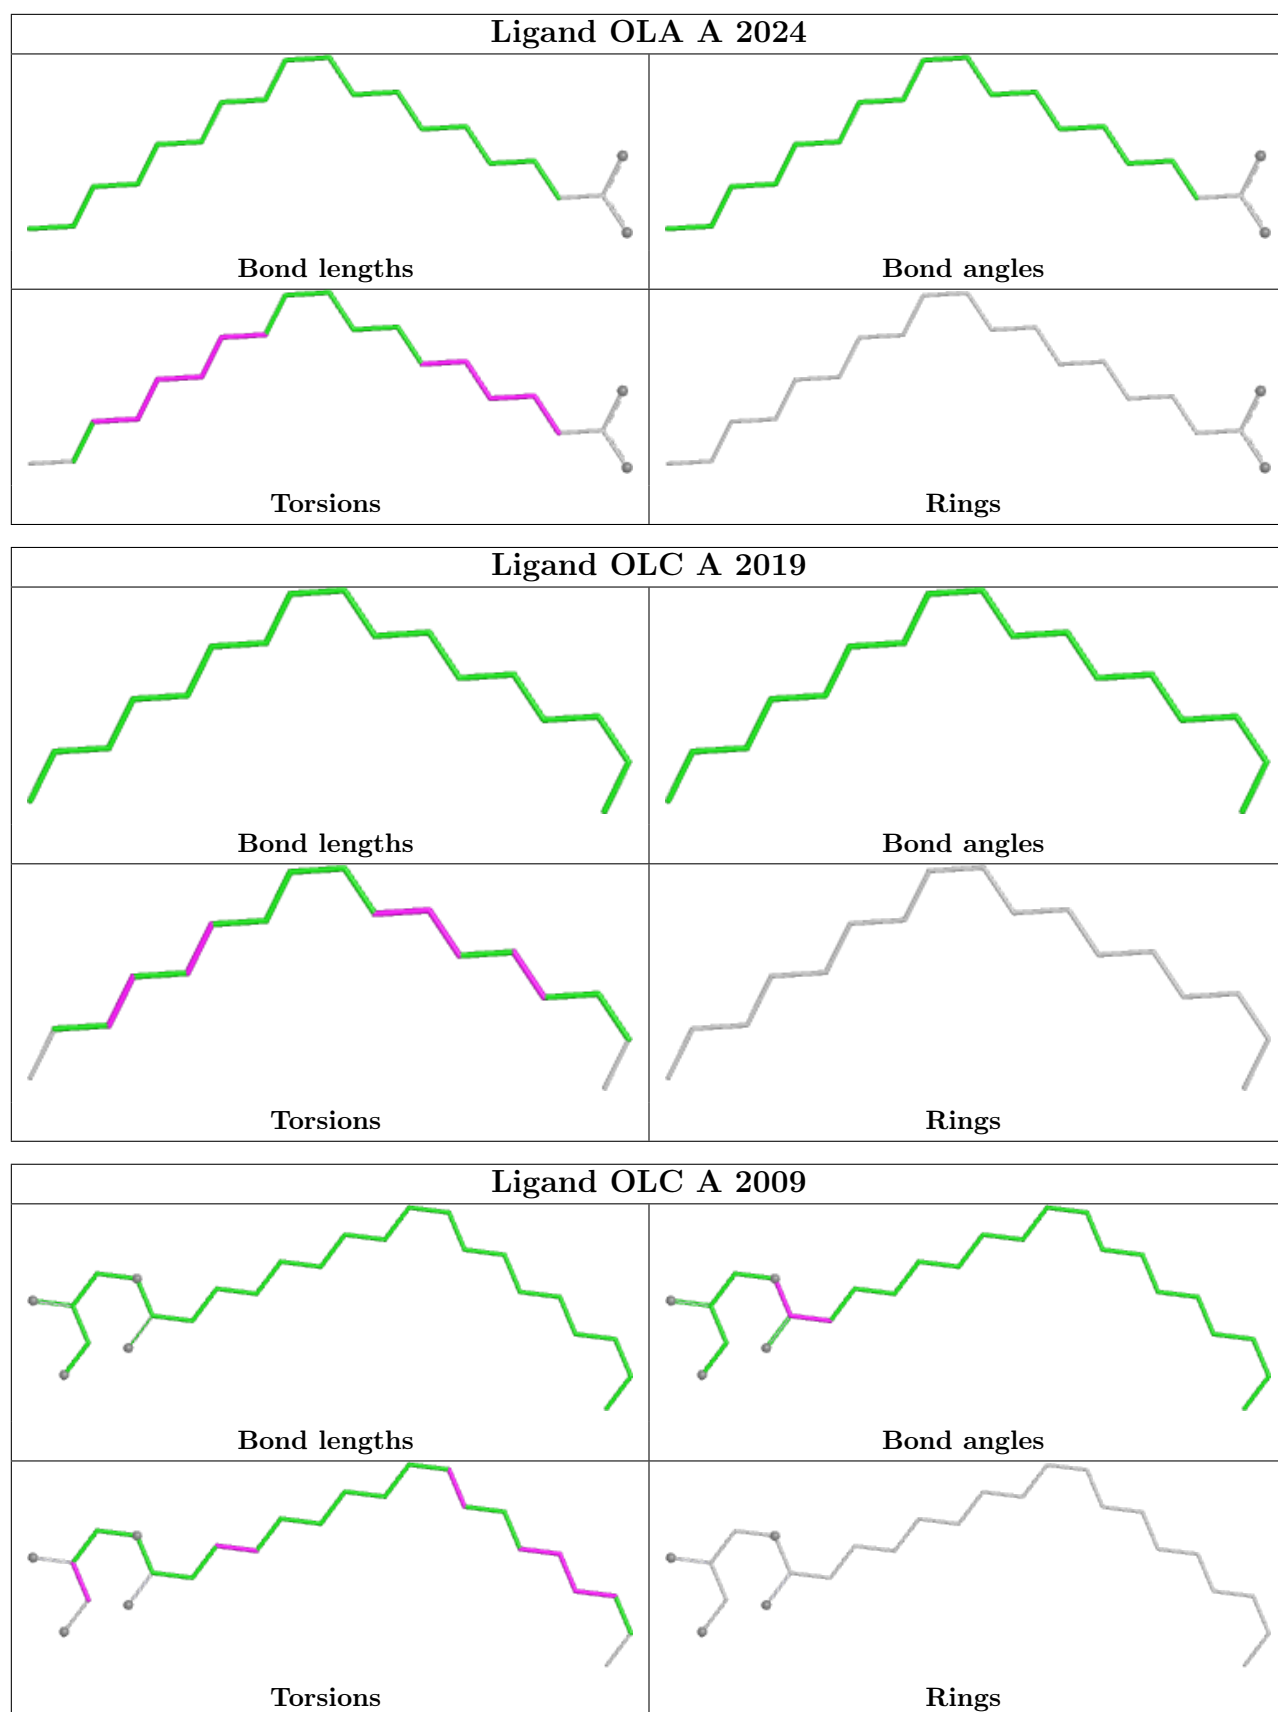 Ligand OLA A 2024
Bond lengths
Bond angles
Torsions
Rings
Ligand OLC A 2019
Bond lengths
Bond angles
Torsions
Rings
Ligand OLC A 2009
Bond lengths
Bond angles
Torsions
Rings